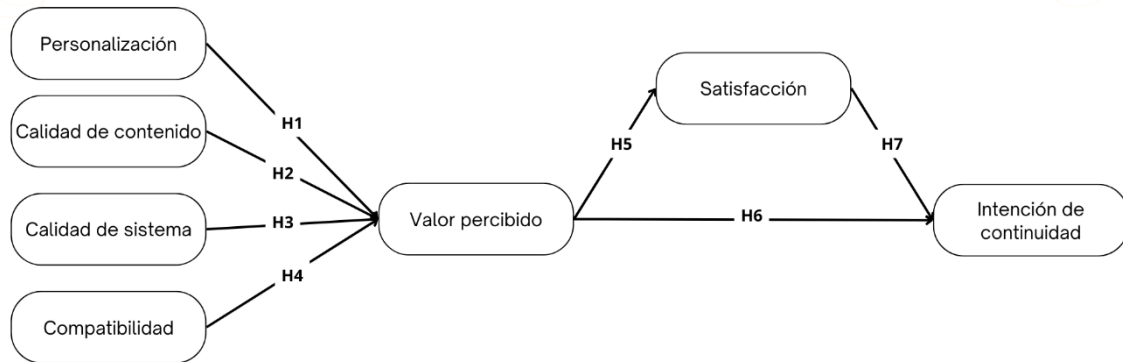 Personalización
Calidad de contenido
Calidad de sistema
Compatibilidad
H1
H2
H3
H4
Valor percibido
H5
Satisfacción
H6
H7
Intención de
continuidad